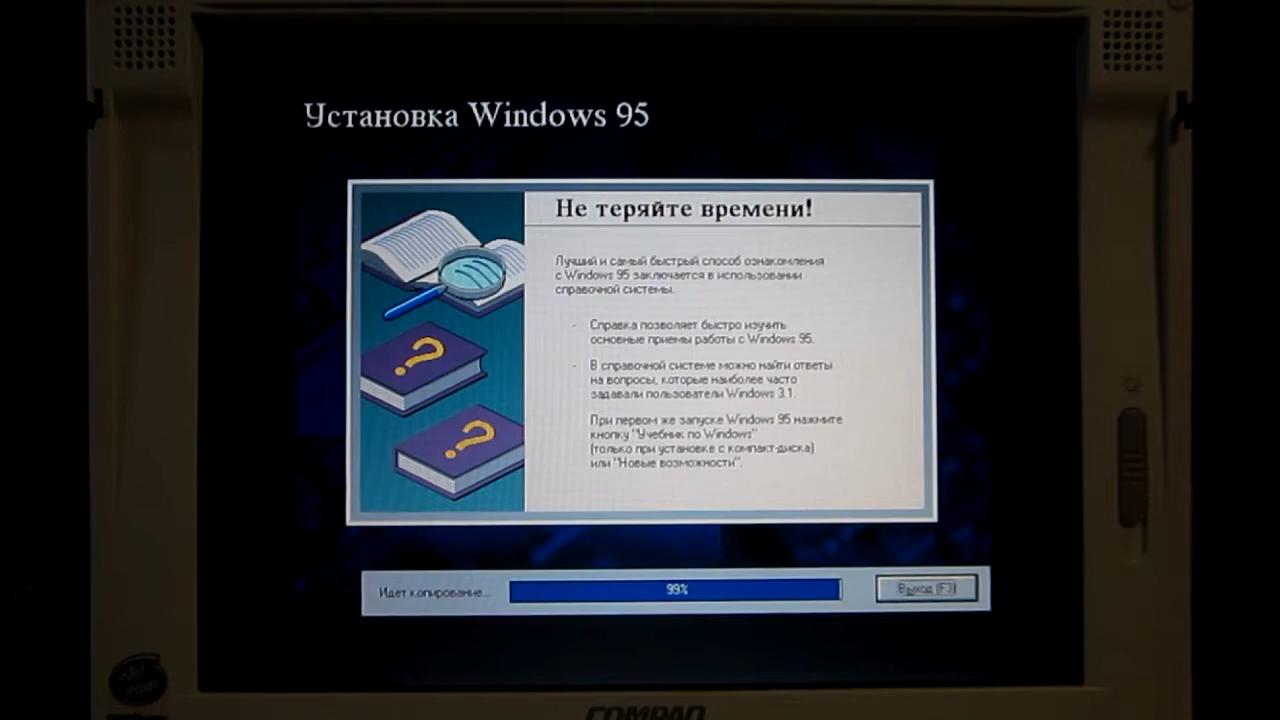 Установка Windows 95
Не теряйте времени!
Лучший и самый быстрый способ ознакомления
с Windows 95 заключается в использовании
справочной системы.
- Справка позволяет быстро изучить
основные приемы работы с Windows 95.
- В справочной системе можно найти ответы
на вопросы, которые наиболее часто
задавали пользователи Windows 3.1.
При первом же запуске Windows 95 нажмите
кнопку "Учебник по Windows"
(только при установке с компакт-диска)
или "Новые возможности".
Идет копирование...
99%
Выход (F3)
intel
inside
COMPAQ